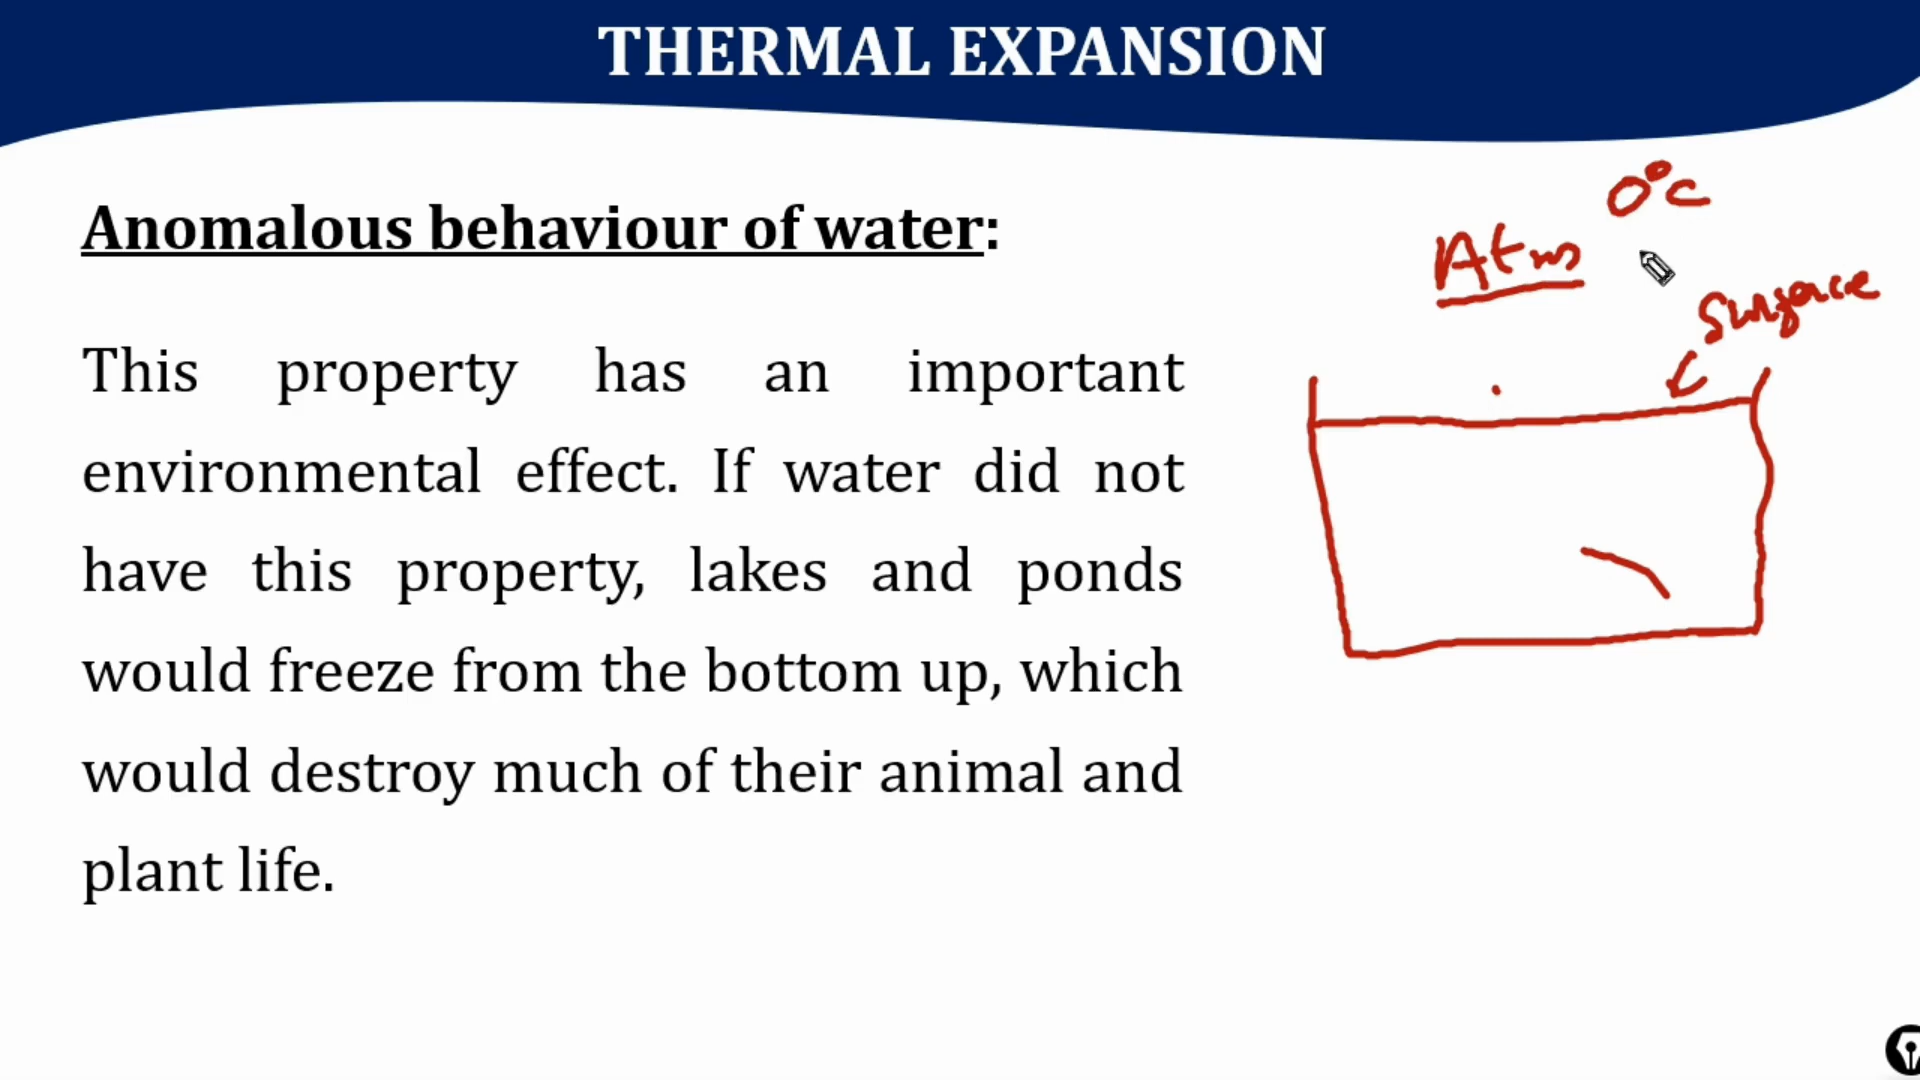 THERMAL EXPANSION
Anomalous behaviour of water:
0°C
Atm
Surface
This property has an important
environmental effect. If water did not
have this property, lakes and ponds
would freeze from the bottom up, which
would destroy much of their animal and
plant life.